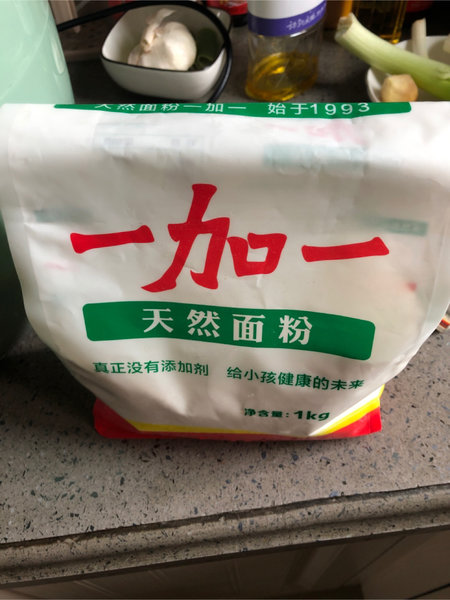 天然面粉一加一 始于1993
一加一
天然面粉
真正没有添加剂 给小孩健康的未来
净含量：1kg